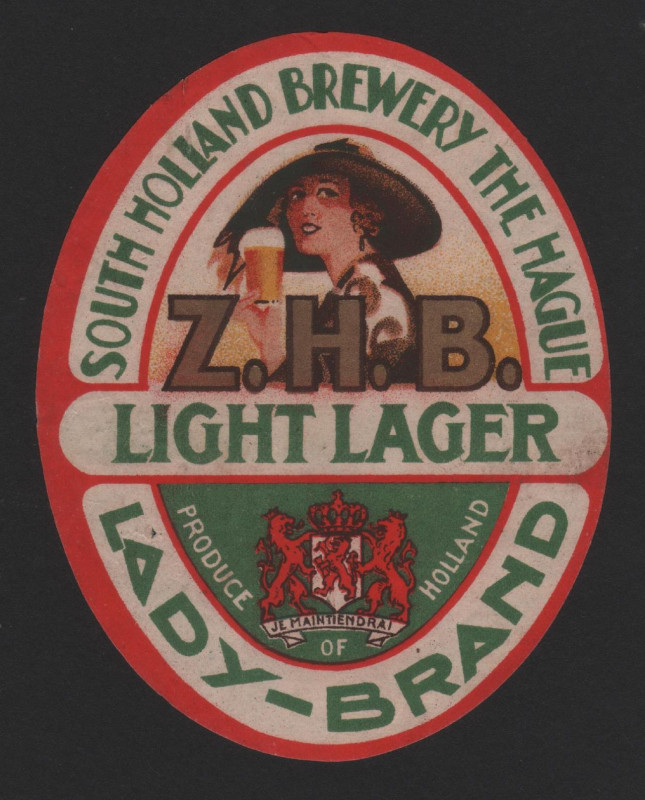 SOUTH HOLLAND BREWERY THE HAGUE
Z.H.B.
LIGHT LAGER
PRODUCE OF HOLLAND
JE MAINTIENDRAI
LADY-BRAND